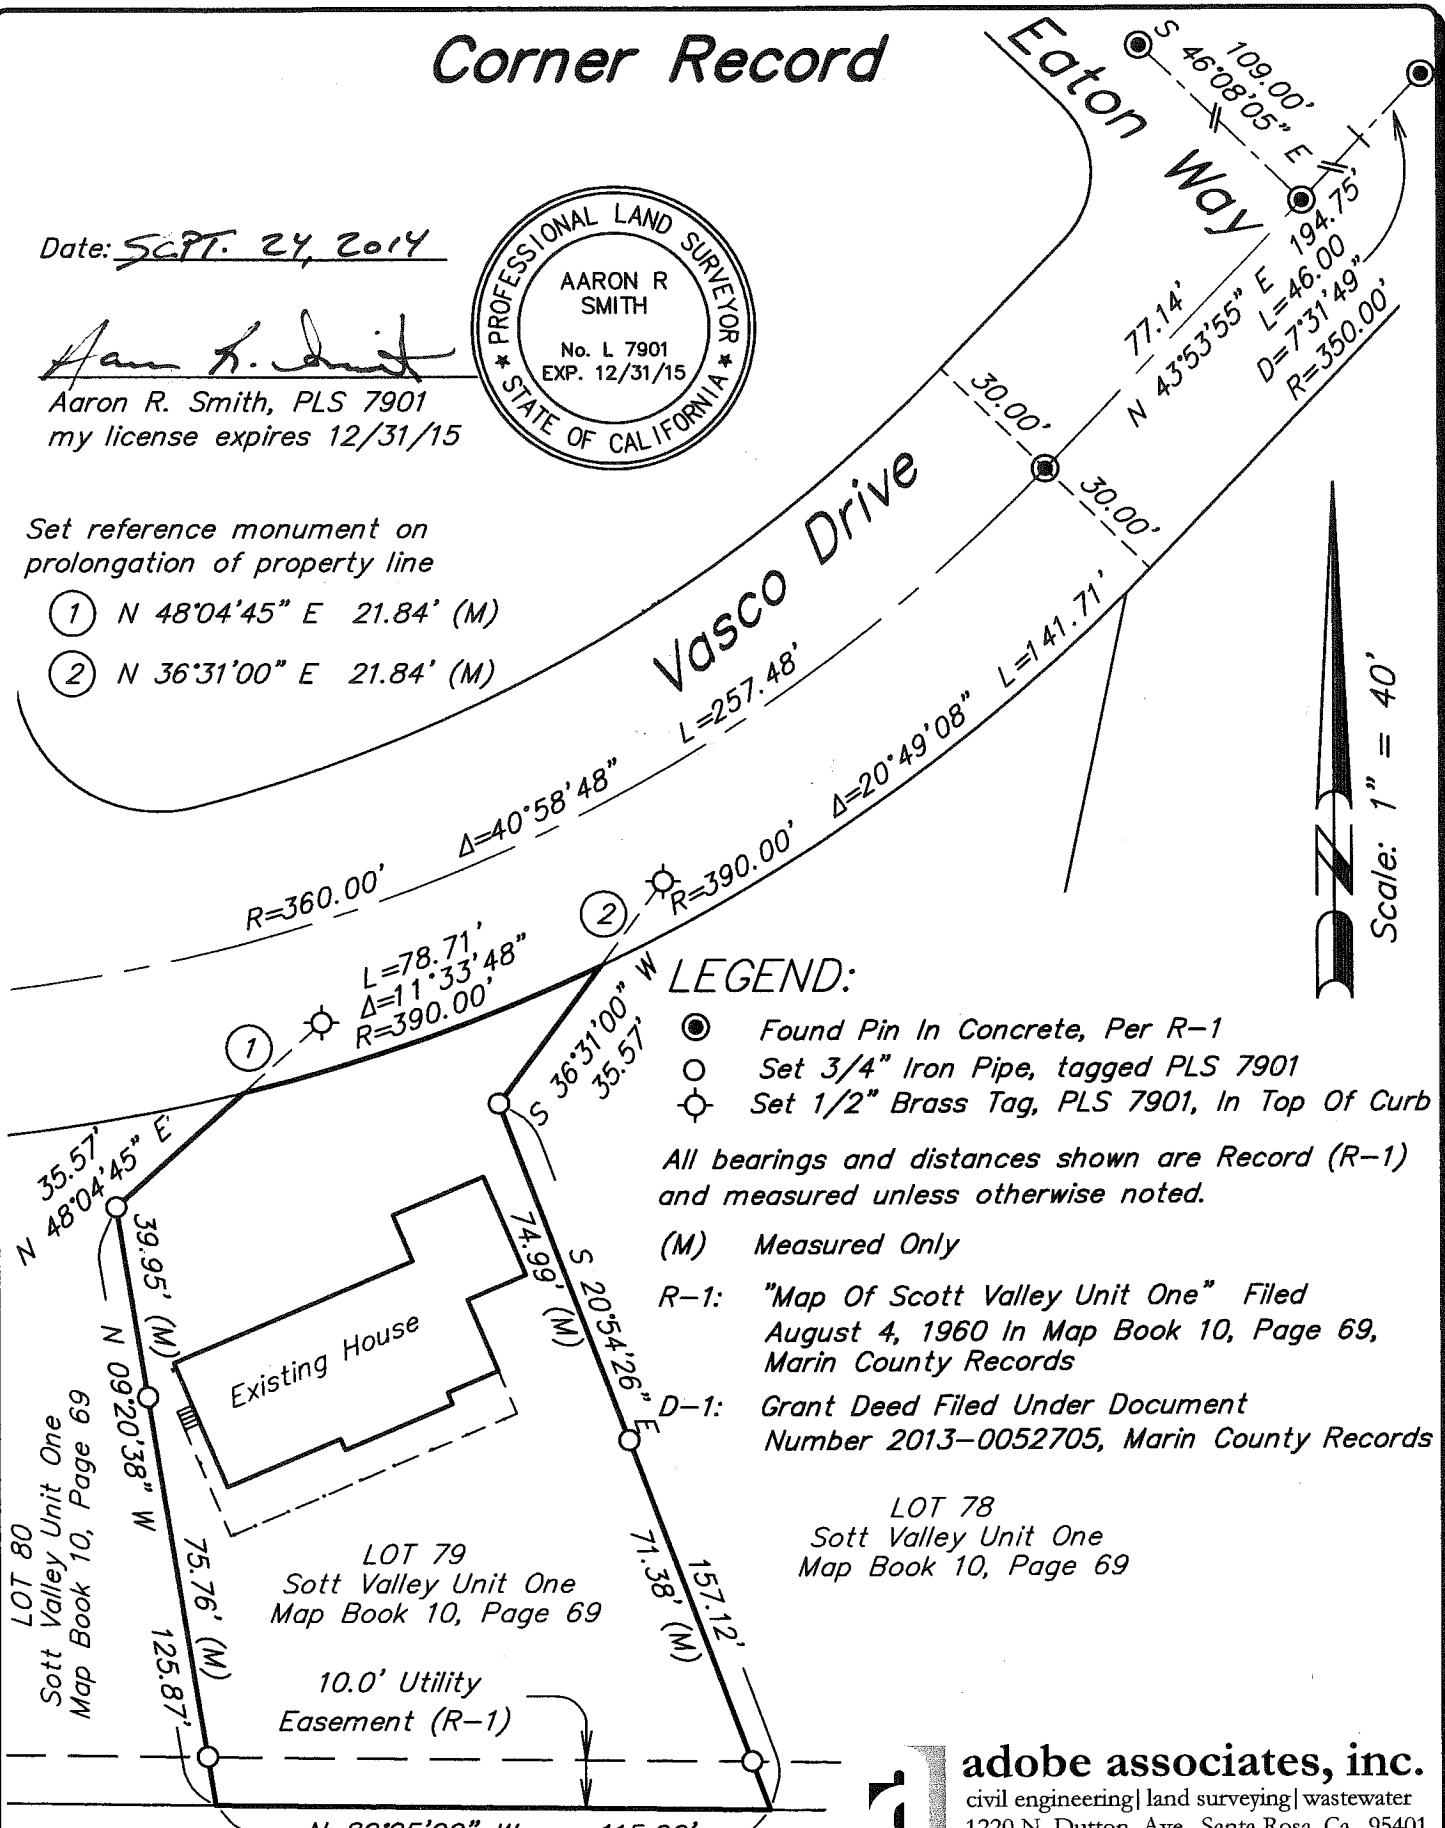 Corner Record
Eaton Way
S 46°08'05" E
109.00'
Date: SEPT. 24, 2014
PROFESSIONAL LAND SURVEYOR
AARON R
SMITH
No. L 7901
EXP. 12/31/15
★ STATE OF CALIFORNIA ★
Aaron R. Smith, PLS 7901
my license expires 12/31/15
77.14'
N 43°53'55" E 194.75'
L=46.00
D=7°31'49"
R=350.00'
30.00'
30.00'
Set reference monument on
prolongation of property line
1 N 48°04'45" E 21.84' (M)
2 N 36°31'00" E 21.84' (M)
Vasco Drive
R=360.00' Δ=40°58'48" L=257.48'
R=390.00' Δ=20°49'08" L=141.71'
Scale: 1" = 40'
N
L=78.71'
Δ=11°33'48"
R=390.00'
1
2
S 36°31'00" W
35.57'
35.57'
N 48°04'45" E
LEGEND:
Found Pin In Concrete, Per R-1
Set 3/4" Iron Pipe, tagged PLS 7901
Set 1/2" Brass Tag, PLS 7901, In Top Of Curb
All bearings and distances shown are Record (R-1)
and measured unless otherwise noted.
(M) Measured Only
R-1: "Map Of Scott Valley Unit One" Filed
August 4, 1960 In Map Book 10, Page 69,
Marin County Records
D-1: Grant Deed Filed Under Document
Number 2013-0052705, Marin County Records
39.95' (M)
N 09°20'38" W
75.76' (M)
125.87'
Existing House
74.99' (M)
S 20°54'26" E
71.38' (M)
157.12'
LOT 80
Sott Valley Unit One
Map Book 10, Page 69
LOT 79
Sott Valley Unit One
Map Book 10, Page 69
LOT 78
Sott Valley Unit One
Map Book 10, Page 69
10.0' Utility
Easement (R-1)
adobe associates, inc.
civil engineering| land surveying| wastewater
1220 N. Dutton Ave., Santa Rosa, Ca. 95401